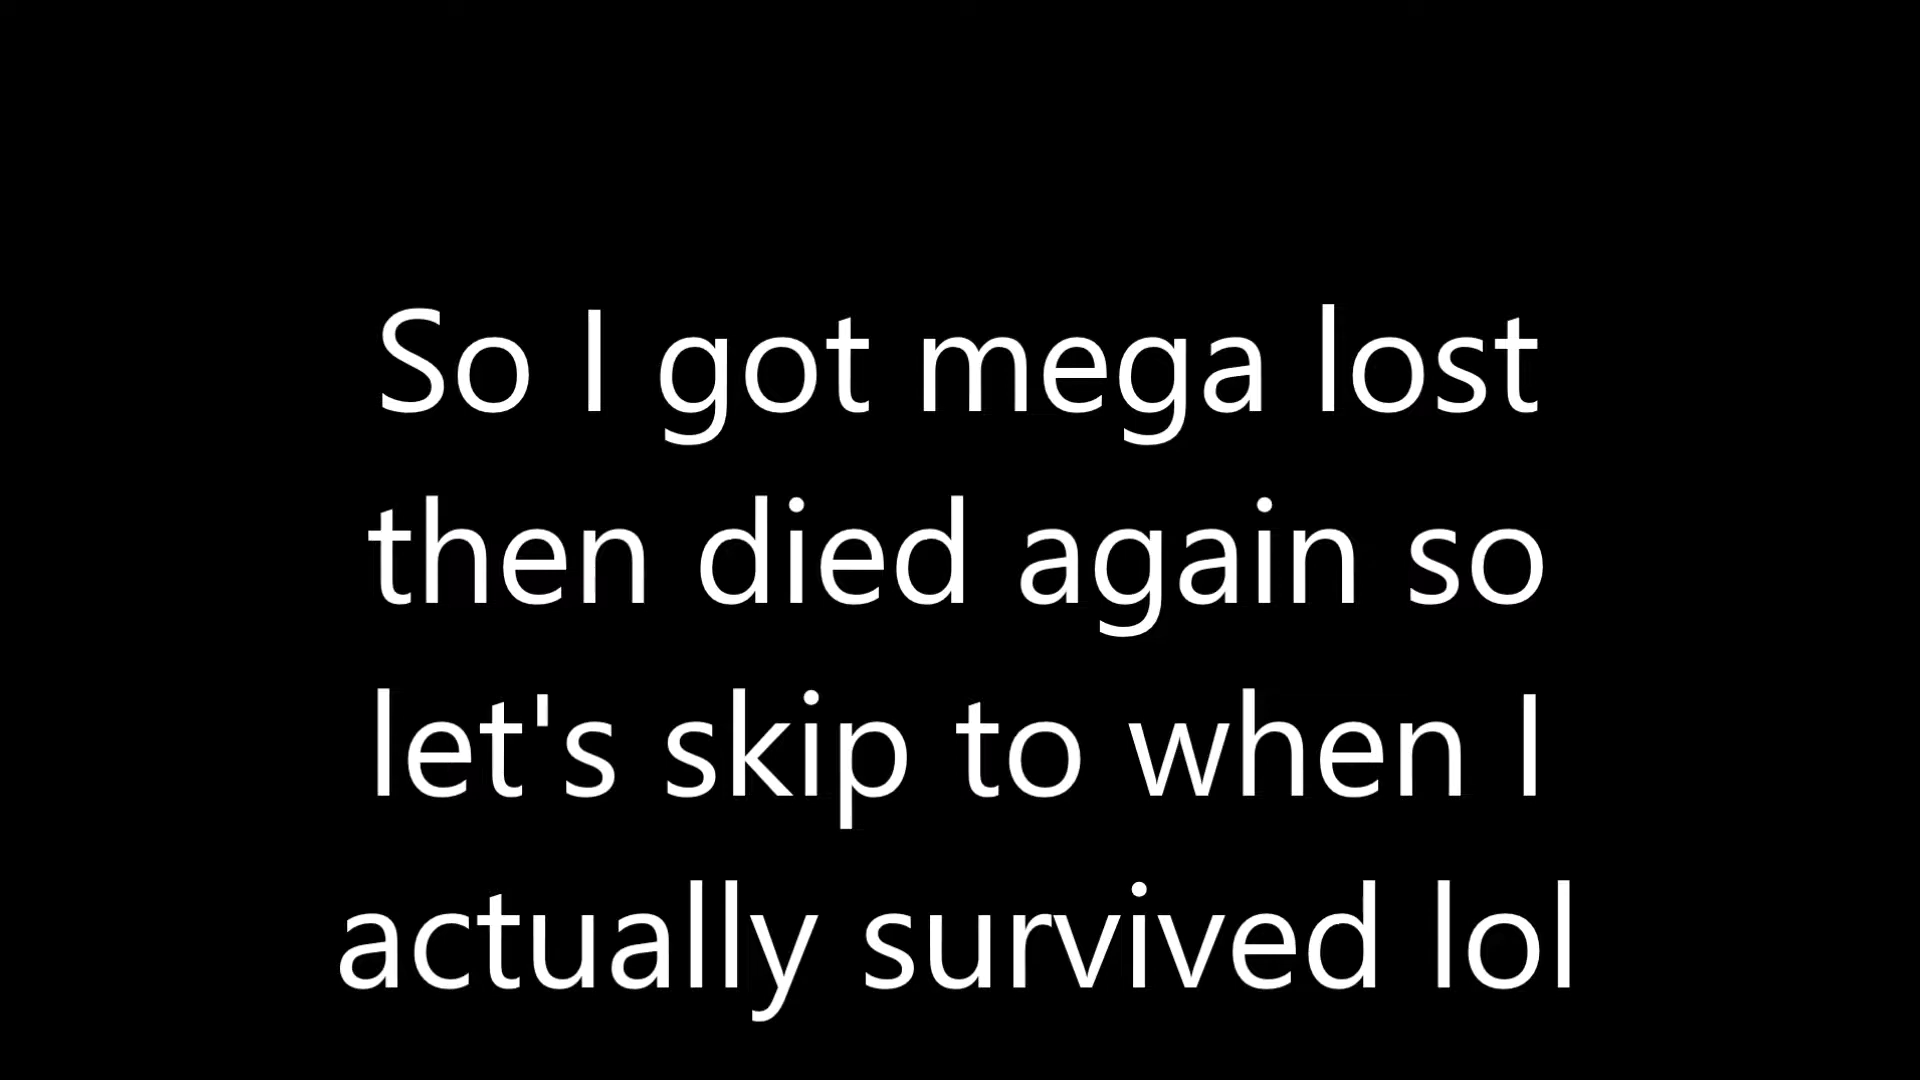 So I got mega lost
then died again so
let's skip to when I
actually survived lol